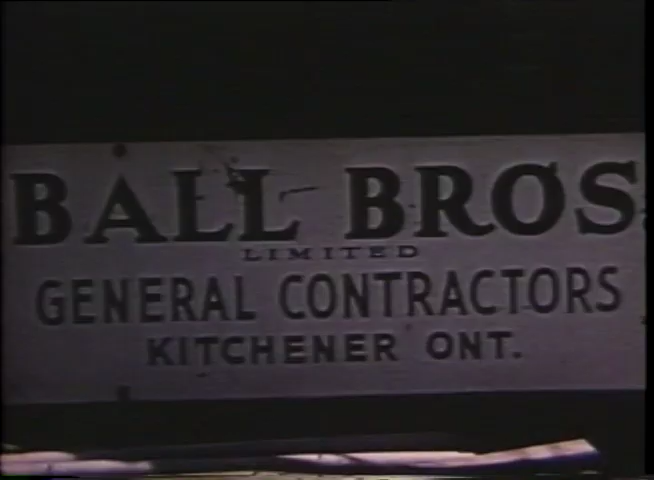 BALL BROS.
LIMITED
GENERAL CONTRACTORS
KITCHENER ONT.